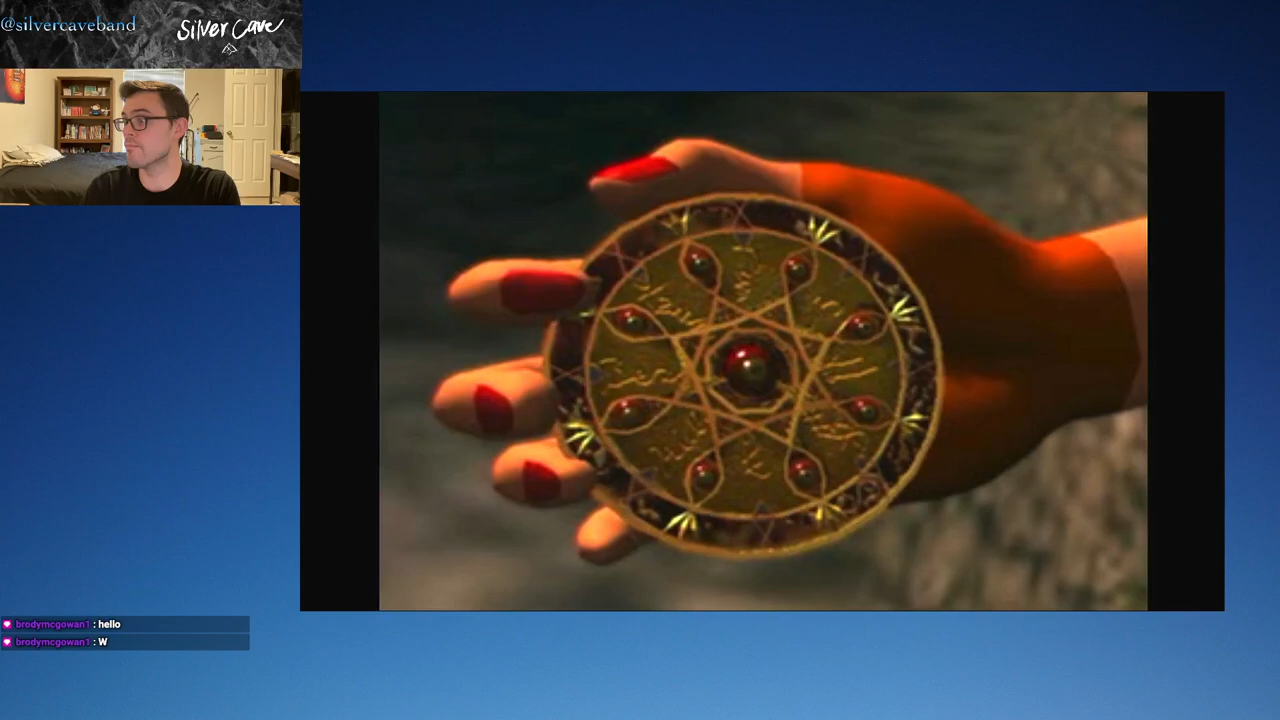 @silvercaveband
Silver Cave
brodymcgowan1 : hello
brodymcgowan1 : W